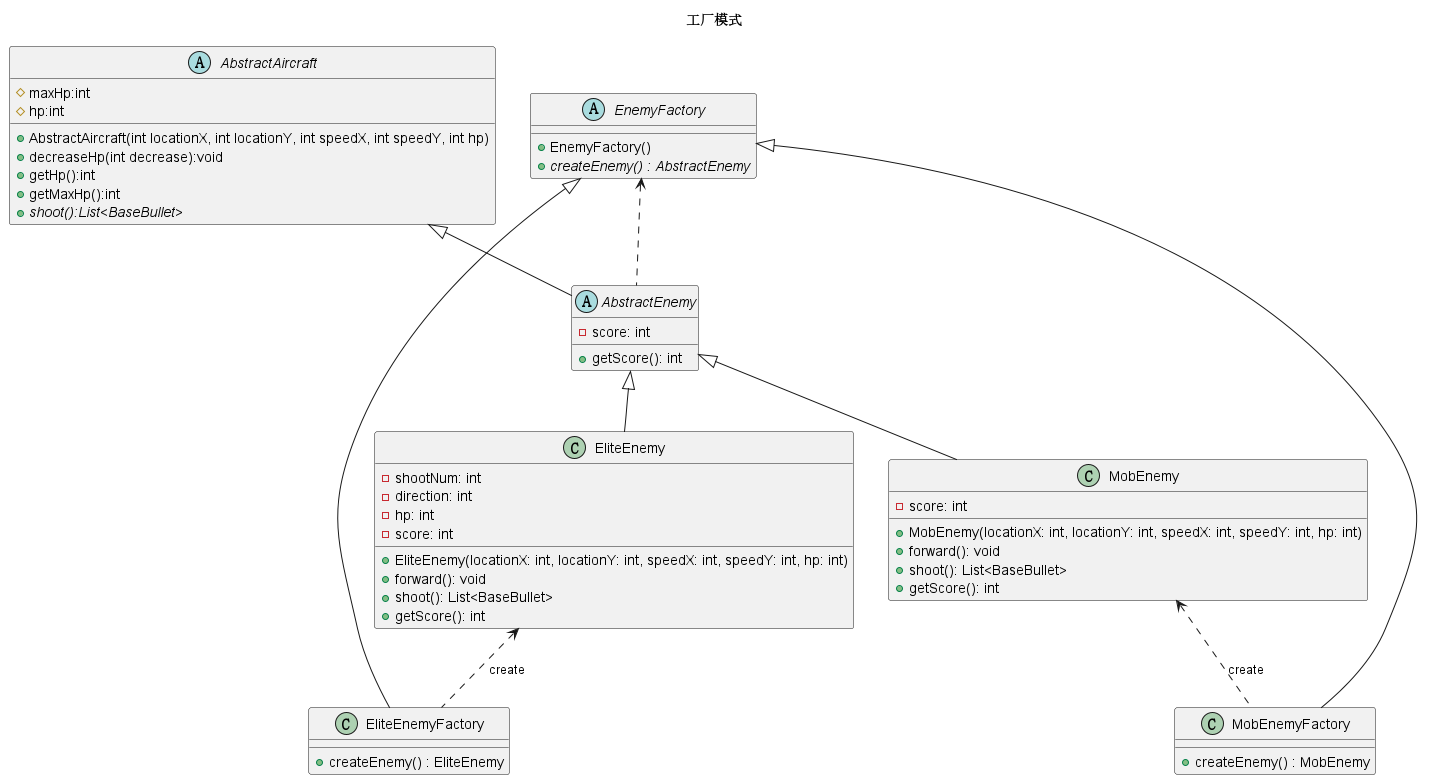 工厂模式
A AbstractAircraft
maxHp:int
hp:int
AbstractAircraft(int locationX, int locationY, int speedX, int speedY, int hp)
decreaseHp(int decrease):void
getHp():int
getMaxHp():int
shoot():List<BaseBullet>
A EnemyFactory
EnemyFactory()
createEnemy() : AbstractEnemy
A AbstractEnemy
score: int
getScore(): int
C EliteEnemy
shootNum: int
direction: int
hp: int
score: int
EliteEnemy(locationX: int, locationY: int, speedX: int, speedY: int, hp: int)
forward(): void
shoot(): List<BaseBullet>
getScore(): int
C MobEnemy
score: int
MobEnemy(locationX: int, locationY: int, speedX: int, speedY: int, hp: int)
forward(): void
shoot(): List<BaseBullet>
getScore(): int
create
create
C EliteEnemyFactory
createEnemy() : EliteEnemy
C MobEnemyFactory
createEnemy() : MobEnemy